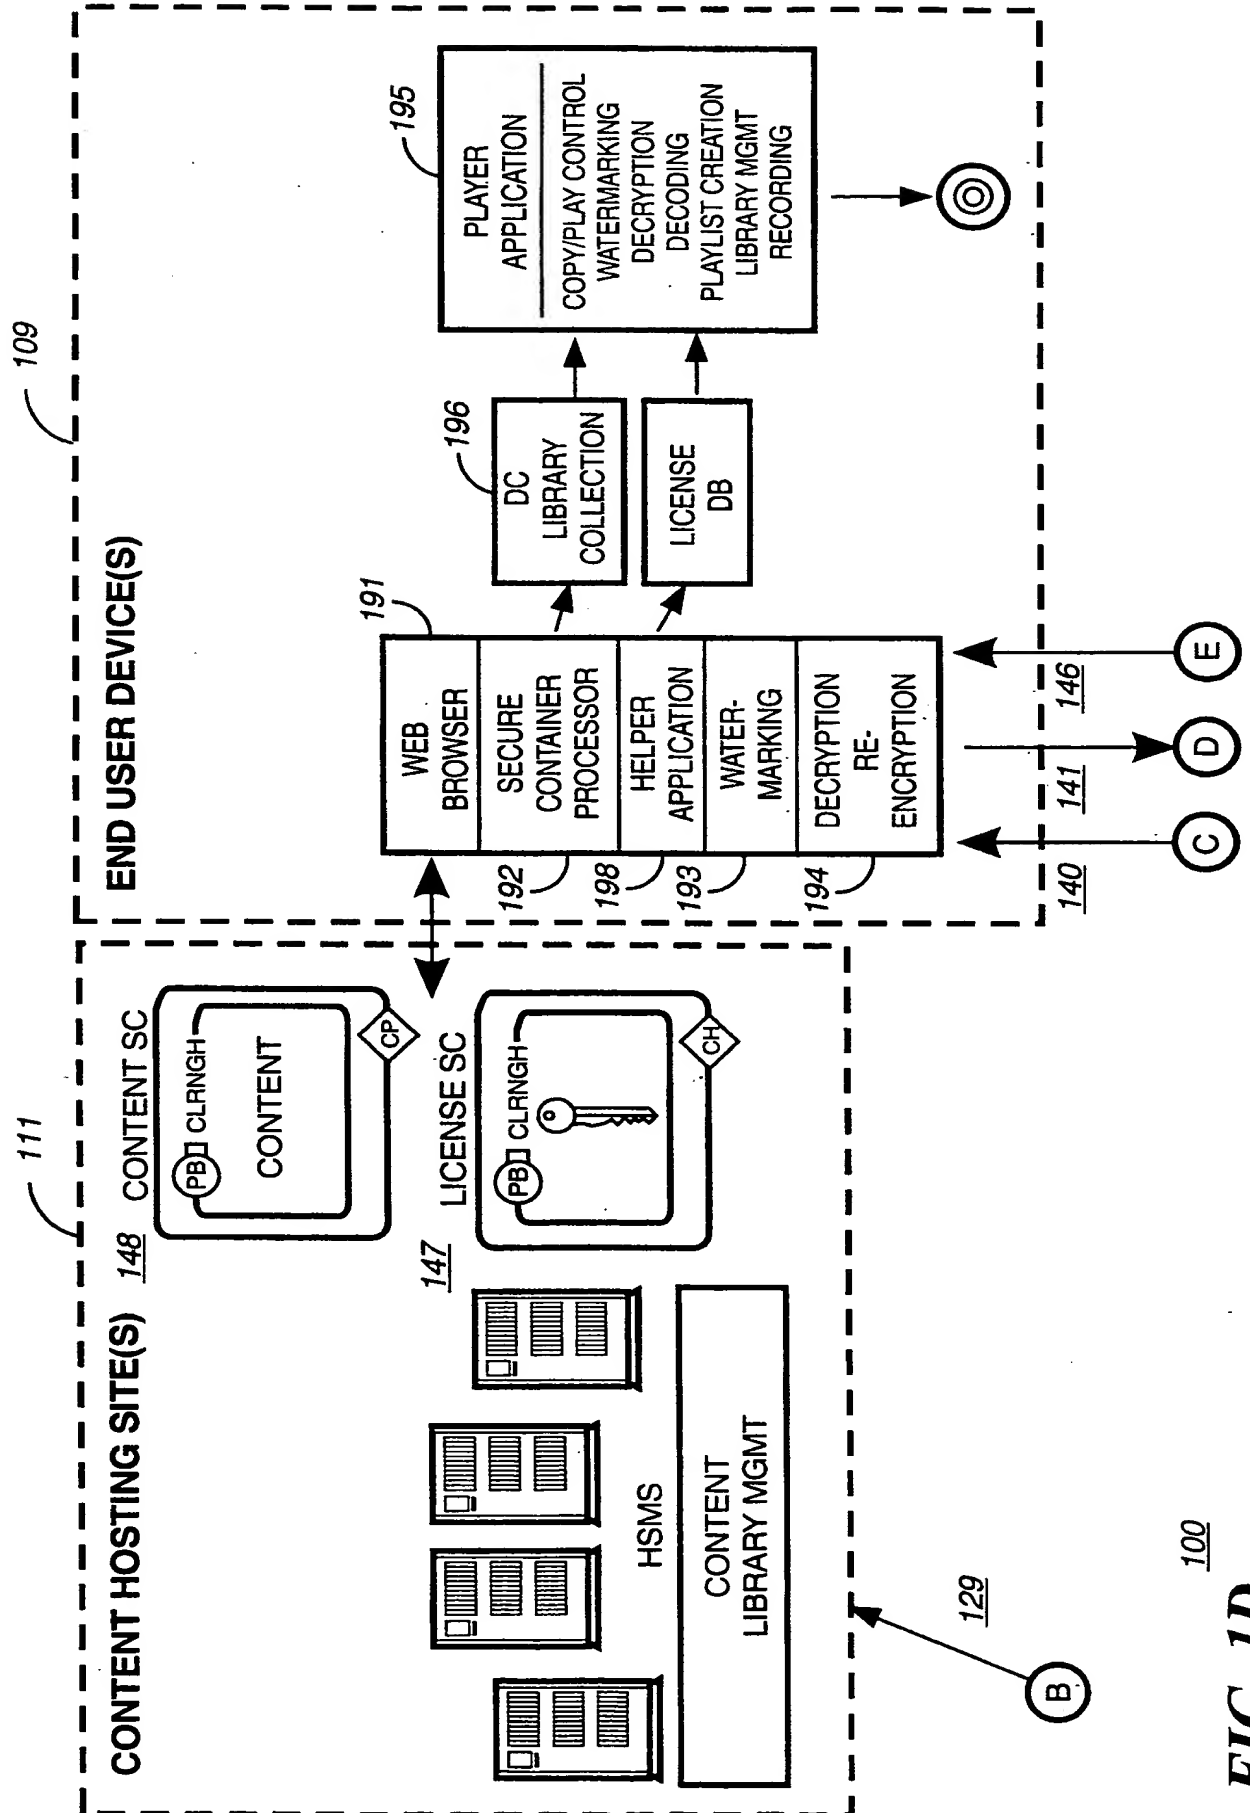 111
109
CONTENT HOSTING SITE(S)
148
CONTENT SC
PB
CLRNGH
CONTENT
CP
147
LICENSE SC
PB
CLRNGH
CH
HSMS
CONTENT
LIBRARY MGMT
B
129
END USER DEVICE(S)
191
WEB
BROWSER
192
SECURE
CONTAINER
PROCESSOR
198
HELPER
APPLICATION
193
WATER-
MARKING
194
DECRYPTION
RE-
ENCRYPTION
196
DC
LIBRARY
COLLECTION
LICENSE
DB
195
PLAYER
APPLICATION
COPY/PLAY CONTROL
WATERMARKING
DECRYPTION
DECODING
PLAYLIST CREATION
LIBRARY MGMT
RECORDING
140
C
141
D
146
E
100
FIG. 1D